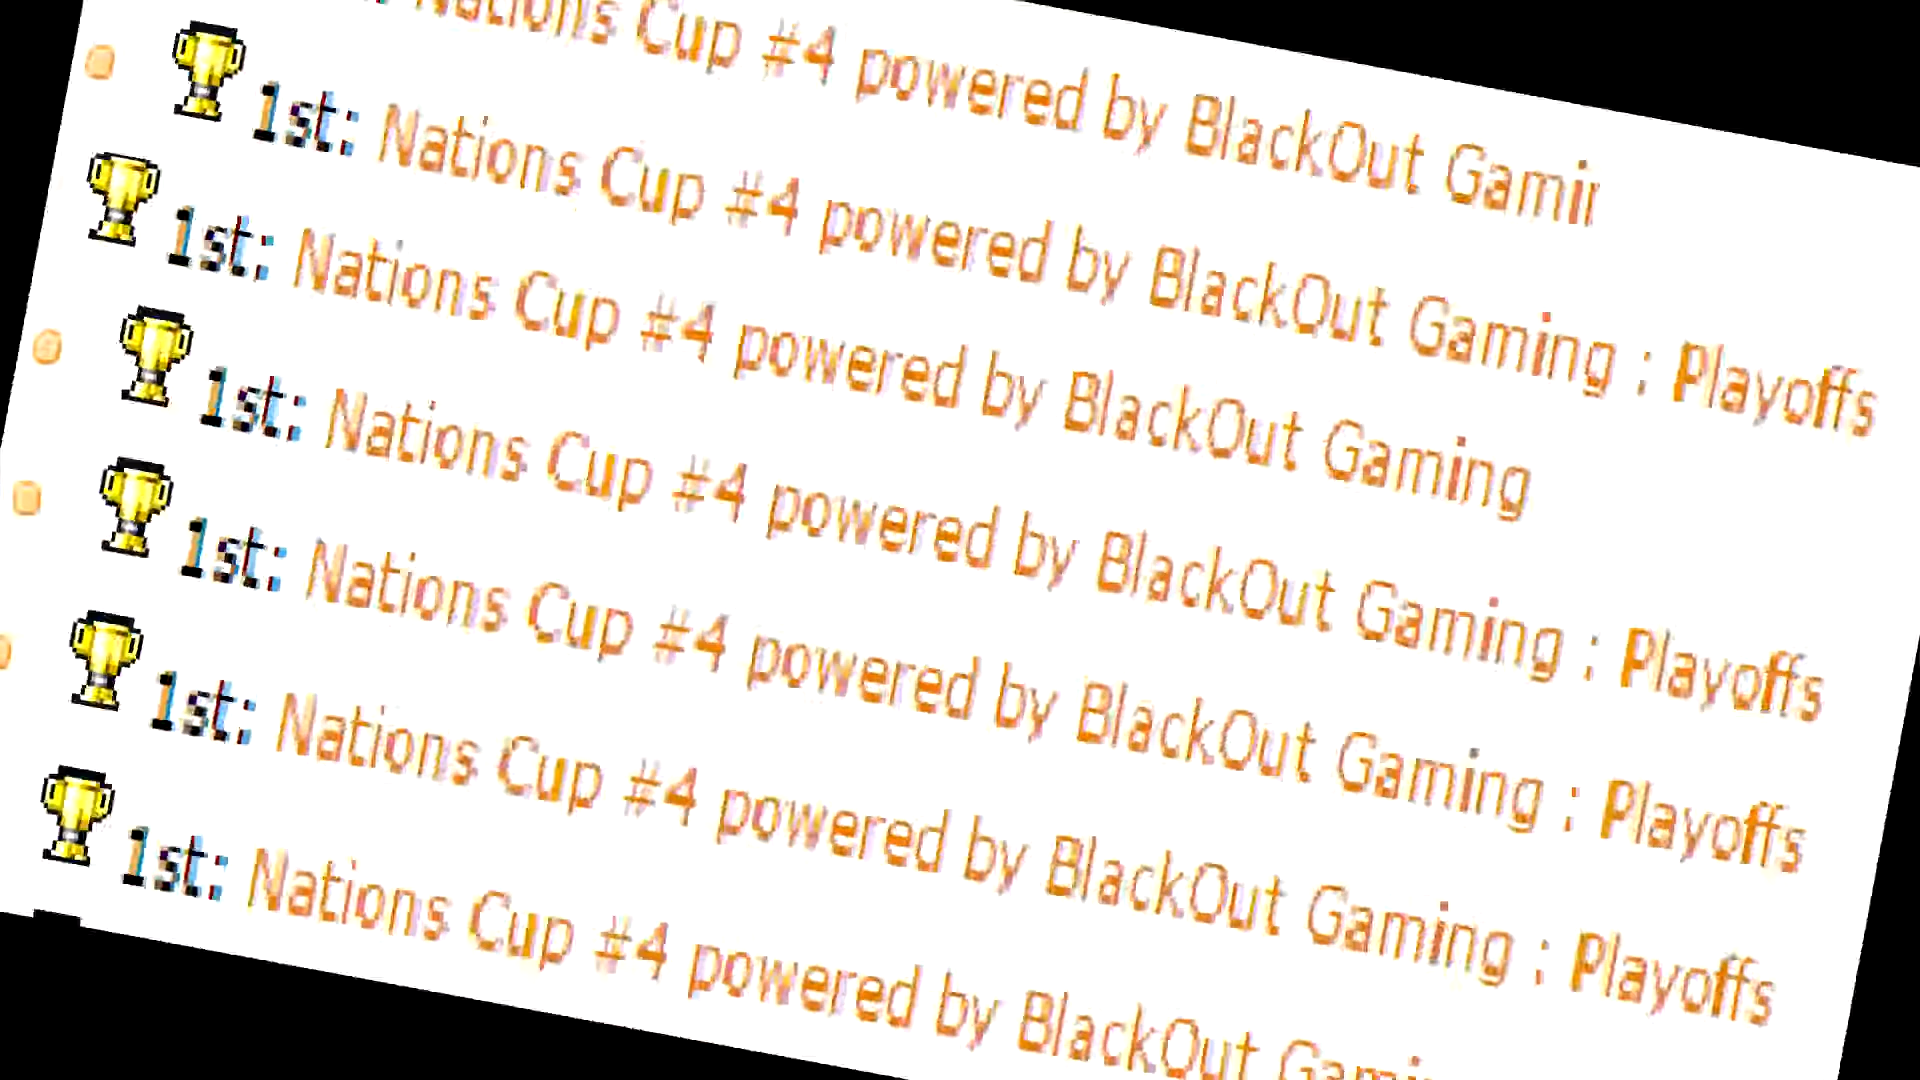 Nations Cup #4 powered by BlackOut Gamin
1st: Nations Cup #4 powered by BlackOut Gaming : Playoffs
1st: Nations Cup #4 powered by BlackOut Gaming
1st: Nations Cup #4 powered by BlackOut Gaming : Playoffs
1st: Nations Cup #4 powered by BlackOut Gaming : Playoffs
1st: Nations Cup #4 powered by BlackOut Gaming : Playoffs
1st: Nations Cup #4 powered by BlackOut Gami